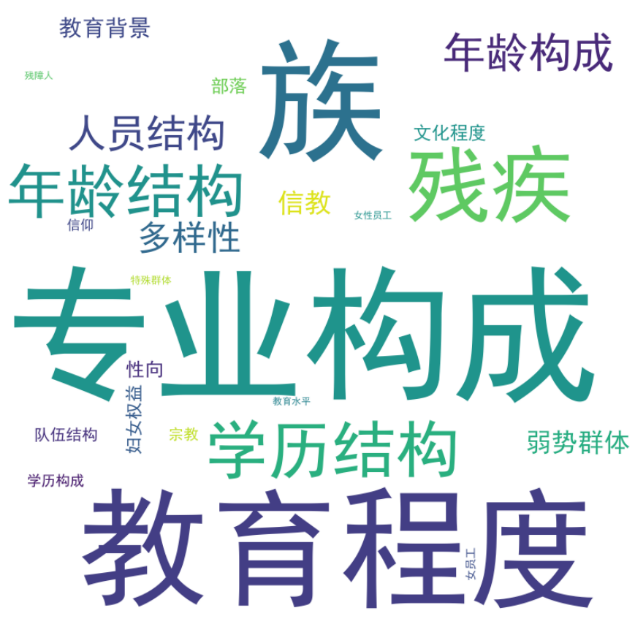 教育背景
年龄构成
族
残障人
部落
人员结构
文化程度
残疾
年龄结构
信教
女性员工
信仰
多样性
特殊群体
专业构成
性向
妇女权益
教育水平
队伍结构
宗教
学历结构
弱势群体
学历构成
教育程度
女员工